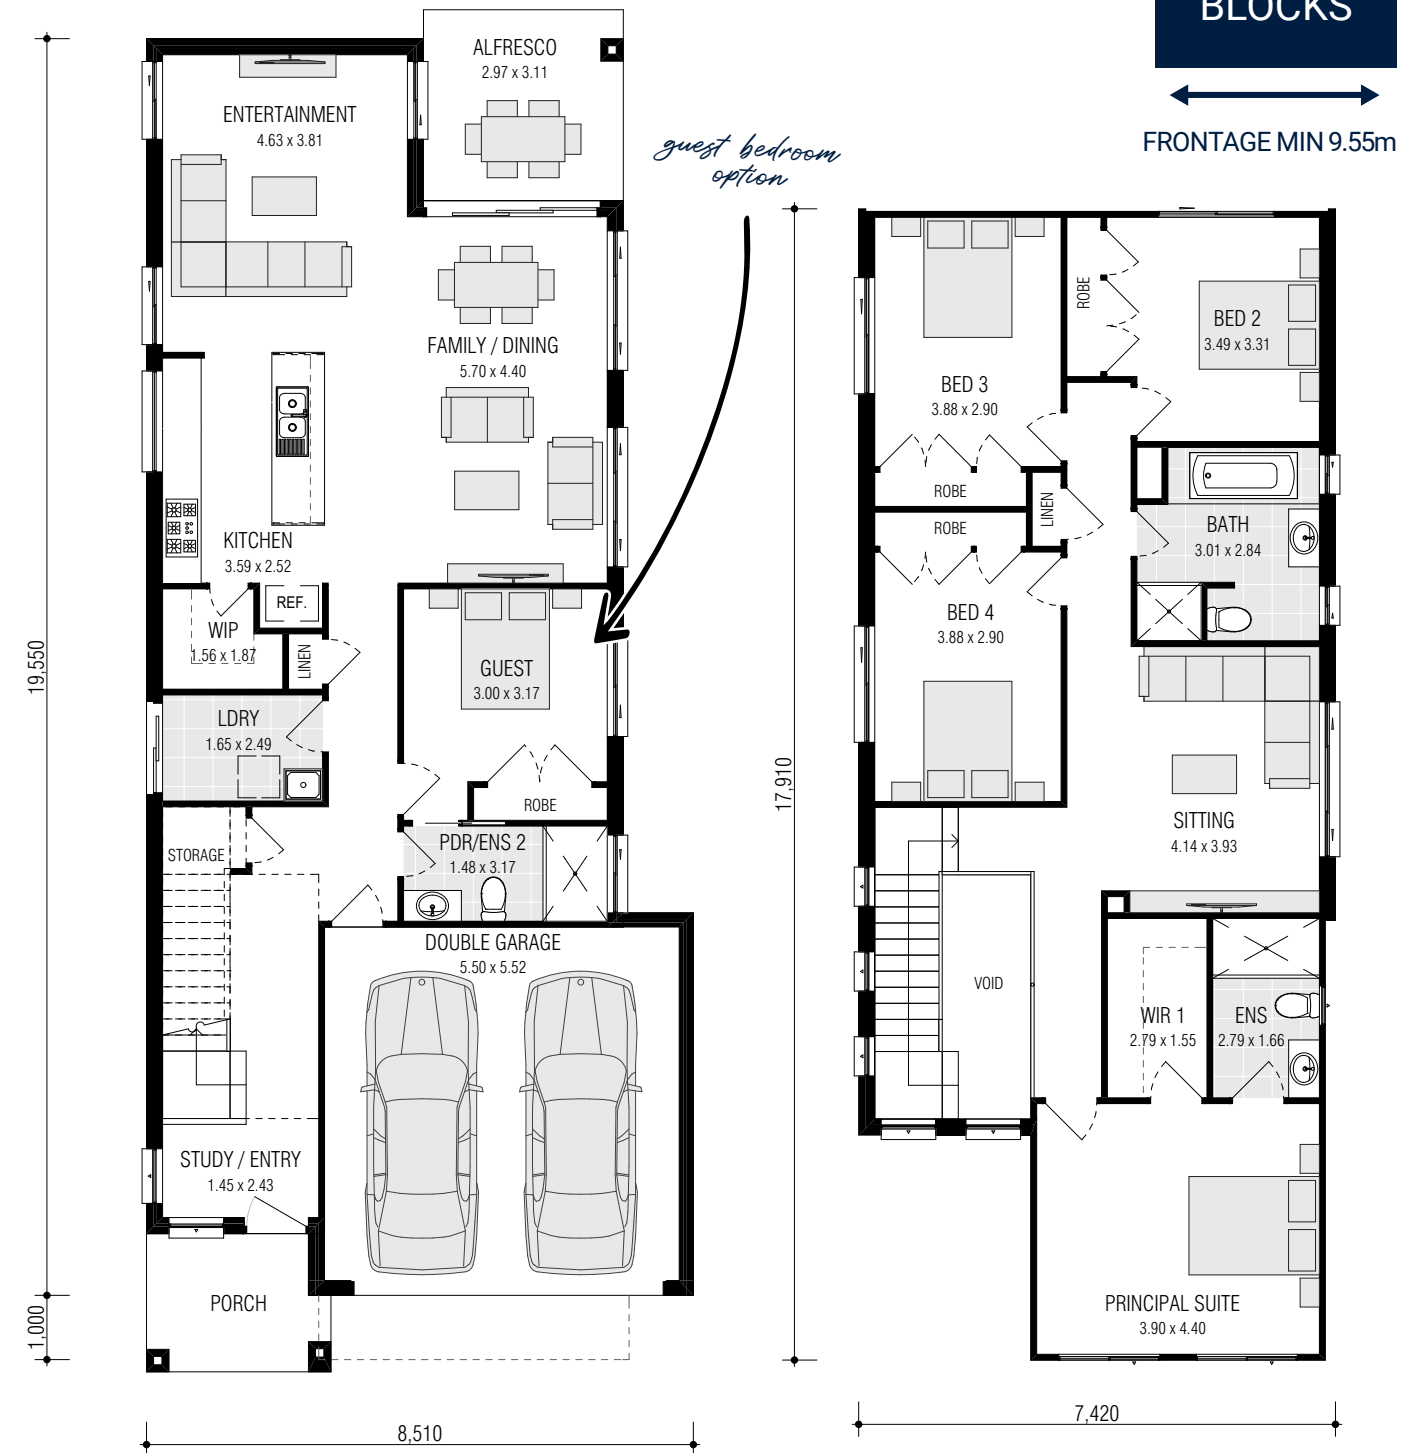 BLOCKS
FRONTAGE MIN 9.55m
guest bedroom
option
ALFRESCO
2.97 x 3.11
ENTERTAINMENT
4.63 x 3.81
FAMILY / DINING
5.70 x 4.40
KITCHEN
3.59 x 2.52
REF.
WIP
1.56 x 1.87
LINEN
GUEST
3.00 x 3.17
LDRY
1.65 x 2.49
ROBE
STORAGE
PDR/ENS 2
1.48 x 3.17
DOUBLE GARAGE
5.50 x 5.52
STUDY / ENTRY
1.45 x 2.43
PORCH
19,550
1,000
8,510
ROBE
BED 2
3.49 x 3.31
BED 3
3.88 x 2.90
ROBE
LINEN
ROBE
BATH
3.01 x 2.84
BED 4
3.88 x 2.90
SITTING
4.14 x 3.93
VOID
WIR 1
2.79 x 1.55
ENS
2.79 x 1.66
PRINCIPAL SUITE
3.90 x 4.40
17,910
7,420